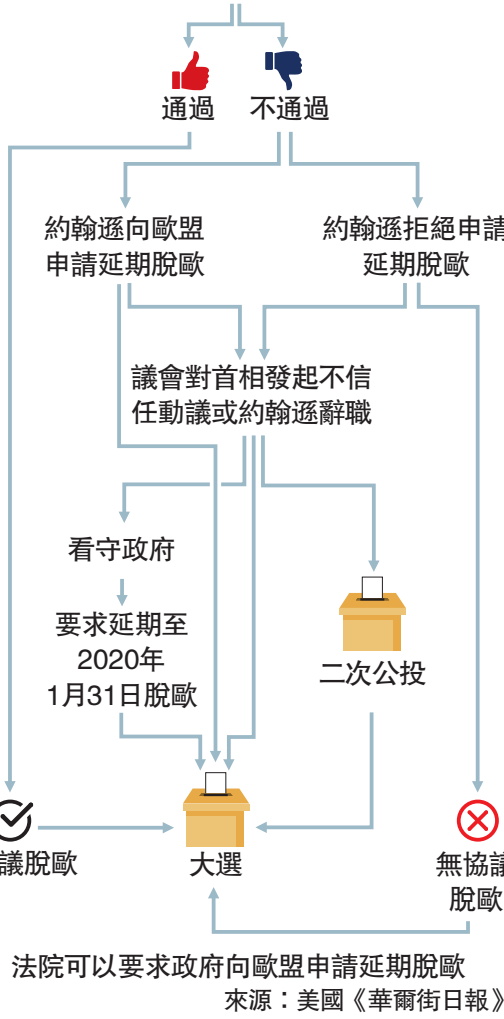 通過 不通過
約翰遜向歐盟
申請延期脫歐
約翰遜拒絕申請
延期脫歐
議會對首相發起不信
任動議或約翰遜辭職
看守政府
要求延期至
2020年
1月31日脫歐
二次公投
議脫歐
大選
無協議
脫歐
法院可以要求政府向歐盟申請延期脫歐
來源：美國《華爾街日報》